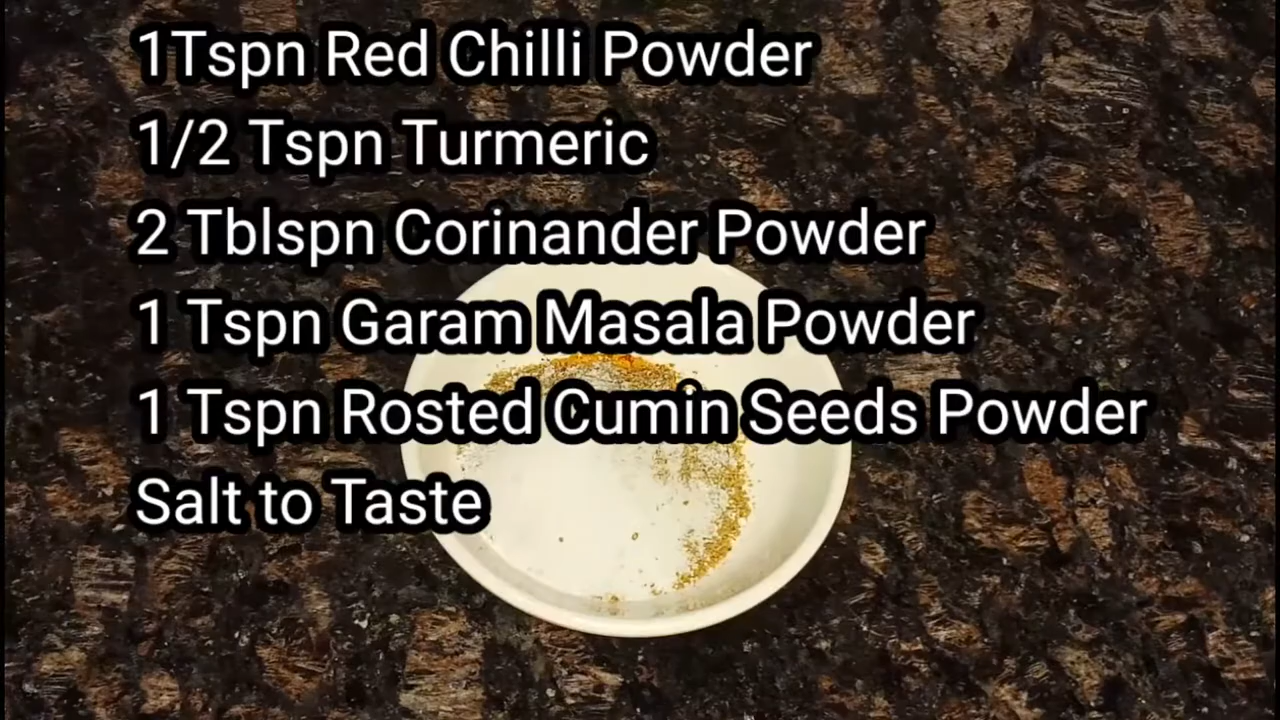 1Tspn Red Chilli Powder
1/2 Tspn Turmeric
2 Tblspn Corinander Powder
1 Tspn Garam Masala Powder
1 Tspn Rosted Cumin Seeds Powder
Salt to Taste